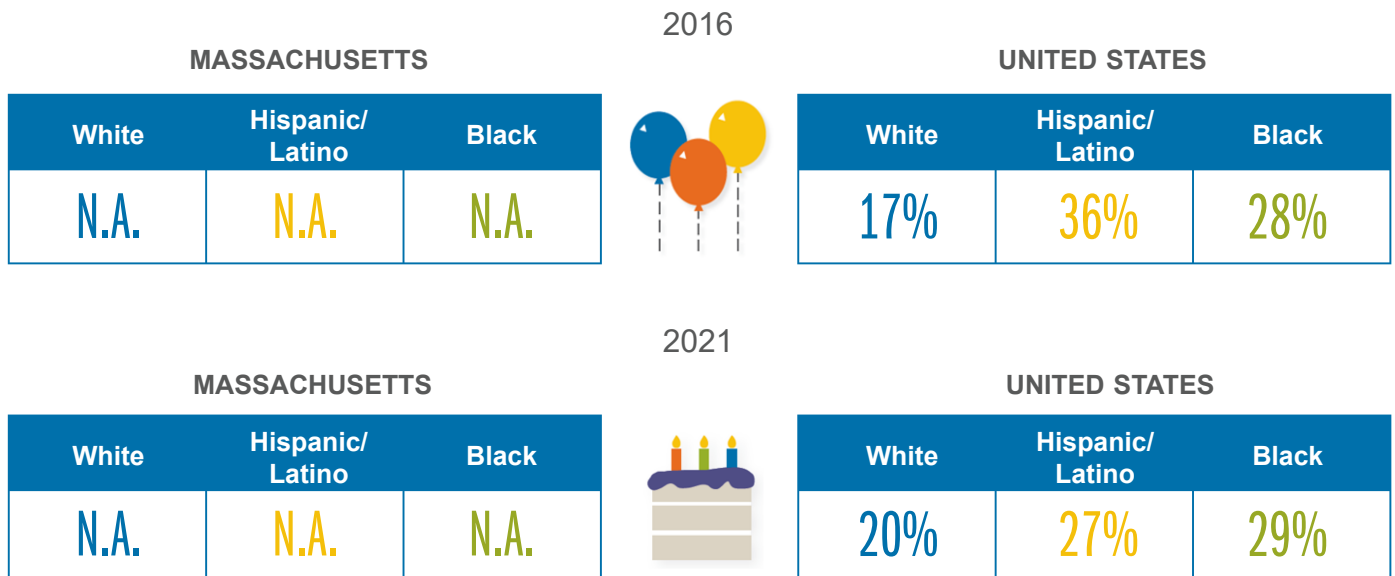 2016
MASSACHUSETTS
UNITED STATES
White
Hispanic/
Latino
Black
White
Hispanic/
Latino
Black
N.A.
N.A.
N.A.
17%
36%
28%
2021
MASSACHUSETTS
UNITED STATES
White
Hispanic/
Latino
Black
White
Hispanic/
Latino
Black
N.A.
N.A.
N.A.
20%
27%
29%